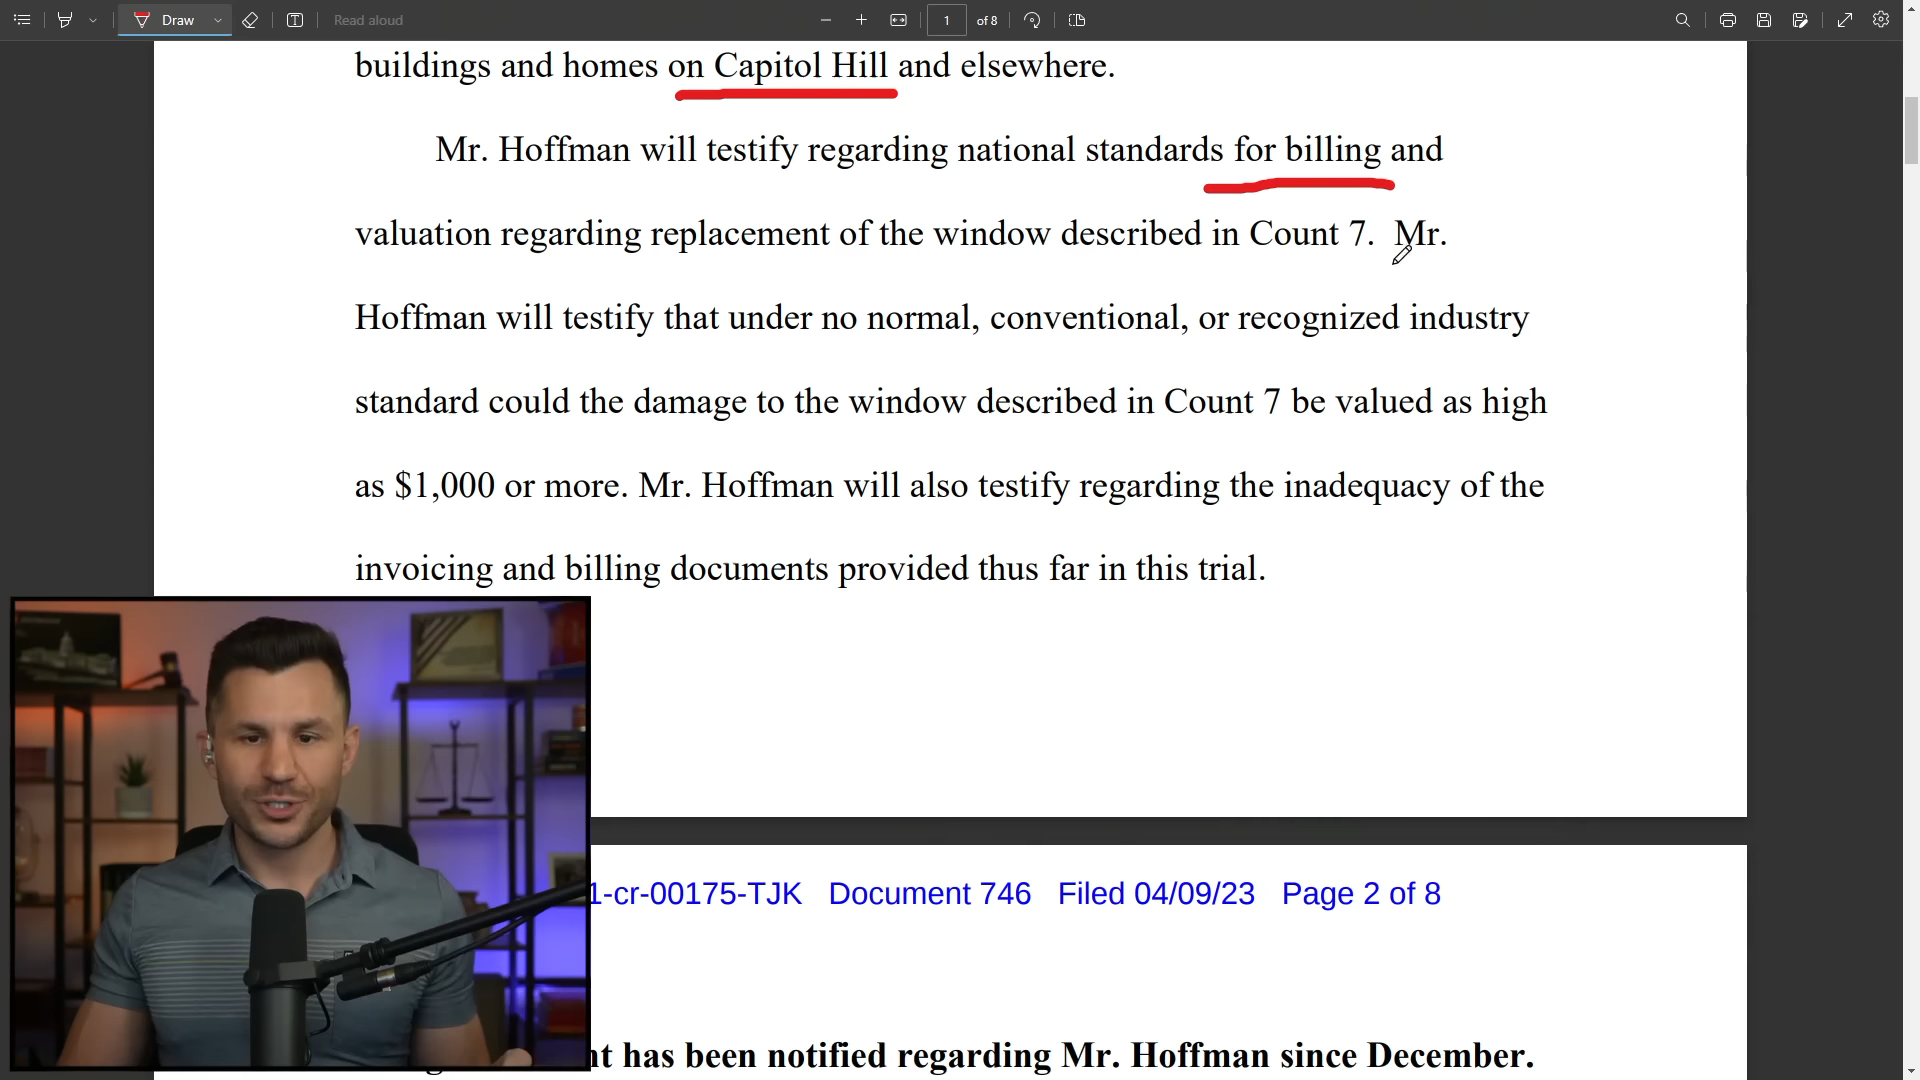 Draw
Read aloud
1
of 8
buildings and homes on Capitol Hill and elsewhere.
Mr. Hoffman will testify regarding national standards for billing and
valuation regarding replacement of the window described in Count 7.  Mr.
Hoffman will testify that under no normal, conventional, or recognized industry
standard could the damage to the window described in Count 7 be valued as high
as $1,000 or more. Mr. Hoffman will also testify regarding the inadequacy of the
invoicing and billing documents provided thus far in this trial.
1-cr-00175-TJK Document 746 Filed 04/09/23 Page 2 of 8
has been notified regarding Mr. Hoffman since December.